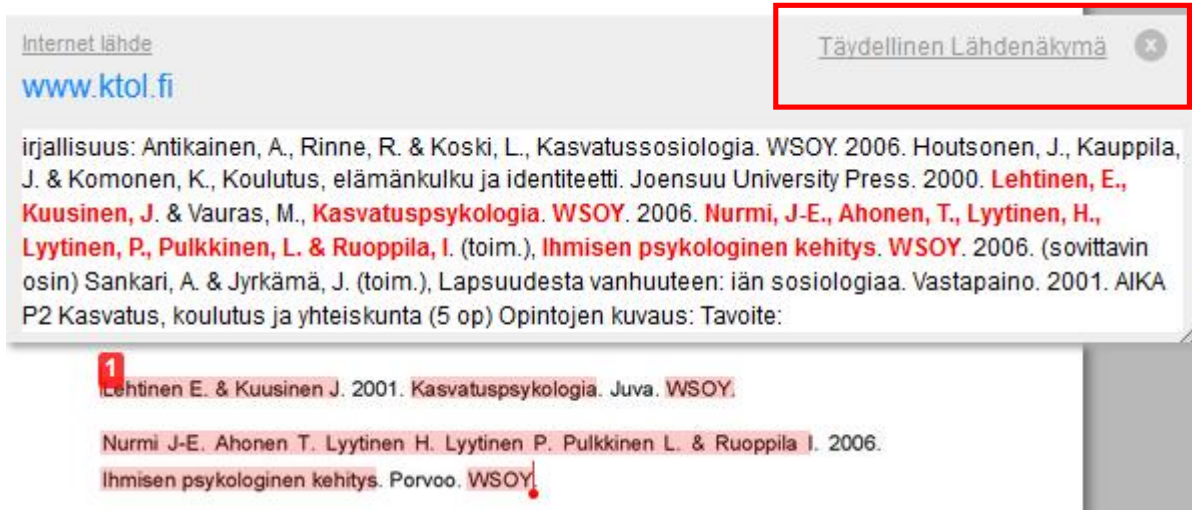 Internet lähde
Täydellinen Lähdenäkymä
www.ktol.fi
irjallisuus: Antikainen, A., Rinne, R. & Koski, L., Kasvatussosiologia. WSOY. 2006. Houtsonen, J., Kauppila,
J. & Komonen, K., Koulutus, elämänkulku ja identiteetti. Joensuu University Press. 2000. Lehtinen, E.,
Kuusinen, J. & Vauras, M., Kasvatuspsykologia. WSOY. 2006. Nurmi, J-E., Ahonen, T., Lyytinen, H.,
Lyytinen, P., Pulkkinen, L. & Ruoppila, I. (toim.), Ihmisen psykologinen kehitys. WSOY. 2006. (sovittavin
osin) Sankari, A. & Jyrkämä, J. (toim.), Lapsuudesta vanhuuteen: iän sosiologiaa. Vastapaino. 2001. AIKA
P2 Kasvatus, koulutus ja yhteiskunta (5 op) Opintojen kuvaus: Tavoite:
1
Lehtinen E. & Kuusinen J. 2001. Kasvatuspsykologia. Juva. WSOY.
Nurmi J-E. Ahonen T. Lyytinen H. Lyytinen P. Pulkkinen L. & Ruoppila I. 2006.
Ihmisen psykologinen kehitys. Porvoo. WSOY.